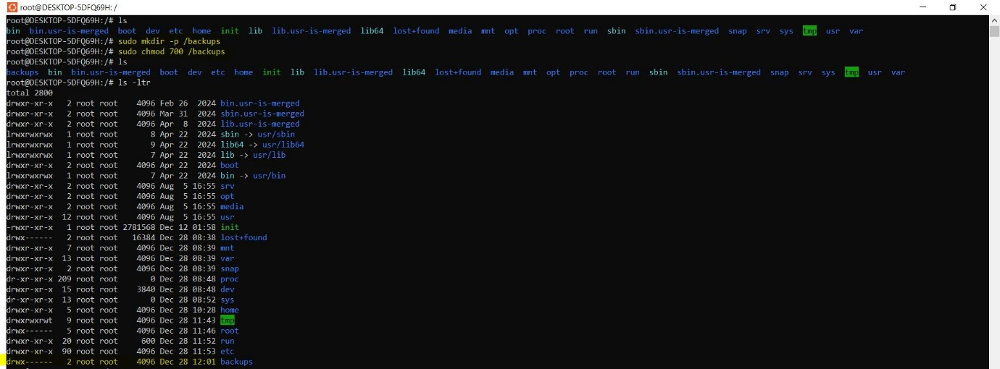 root@DESKTOP-5DFQ69H: /
root@DESKTOP-5DFQ69H:/# ls
bin bin.usr-is-merged boot dev etc home init lib lib.usr-is-merged lib64 lost+found media mnt opt proc root run sbin sbin.usr-is-merged snap srv sys tmp usr var
root@DESKTOP-5DFQ69H:/# sudo mkdir -p /backups
root@DESKTOP-5DFQ69H:/# sudo chmod 700 /backups
root@DESKTOP-5DFQ69H:/# ls
backups bin bin.usr-is-merged boot dev etc home init lib lib.usr-is-merged lib64 lost+found media mnt opt proc root run sbin sbin.usr-is-merged snap srv sys tmp usr var
root@DESKTOP-5DFQ69H:/# ls -ltr
total 2800
drwxr-xr-x 2 root root 4096 Feb 26 2024 bin.usr-is-merged
drwxr-xr-x 2 root root 4096 Mar 31 2024 sbin.usr-is-merged
drwxr-xr-x 2 root root 4096 Apr 8 2024 lib.usr-is-merged
lrwxrwxrwx 1 root root 8 Apr 22 2024 sbin -> usr/sbin
lrwxrwxrwx 1 root root 9 Apr 22 2024 lib64 -> usr/lib64
lrwxrwxrwx 1 root root 7 Apr 22 2024 lib -> usr/lib
drwxr-xr-x 2 root root 4096 Apr 22 2024 boot
lrwxrwxrwx 1 root root 7 Apr 22 2024 bin -> usr/bin
drwxr-xr-x 2 root root 4096 Aug 5 16:55 srv
drwxr-xr-x 2 root root 4096 Aug 5 16:55 opt
drwxr-xr-x 2 root root 4096 Aug 5 16:55 media
drwxr-xr-x 12 root root 4096 Aug 5 16:55 usr
-rwxr-xr-x 1 root root 2781568 Dec 12 01:58 init
drwx------ 2 root root 16384 Dec 28 08:38 lost+found
drwxr-xr-x 7 root root 4096 Dec 28 08:39 mnt
drwxr-xr-x 13 root root 4096 Dec 28 08:39 var
drwxr-xr-x 2 root root 4096 Dec 28 08:39 snap
dr-xr-xr-x 209 root root 0 Dec 28 08:48 proc
drwxr-xr-x 15 root root 3840 Dec 28 08:48 dev
dr-xr-xr-x 13 root root 0 Dec 28 08:52 sys
drwxr-xr-x 5 root root 4096 Dec 28 10:28 home
drwxrwxrwt 9 root root 4096 Dec 28 11:43 tmp
drwx------ 5 root root 4096 Dec 28 11:46 root
drwxr-xr-x 20 root root 600 Dec 28 11:52 run
drwxr-xr-x 90 root root 4096 Dec 28 11:53 etc
drwx------ 2 root root 4096 Dec 28 12:01 backups